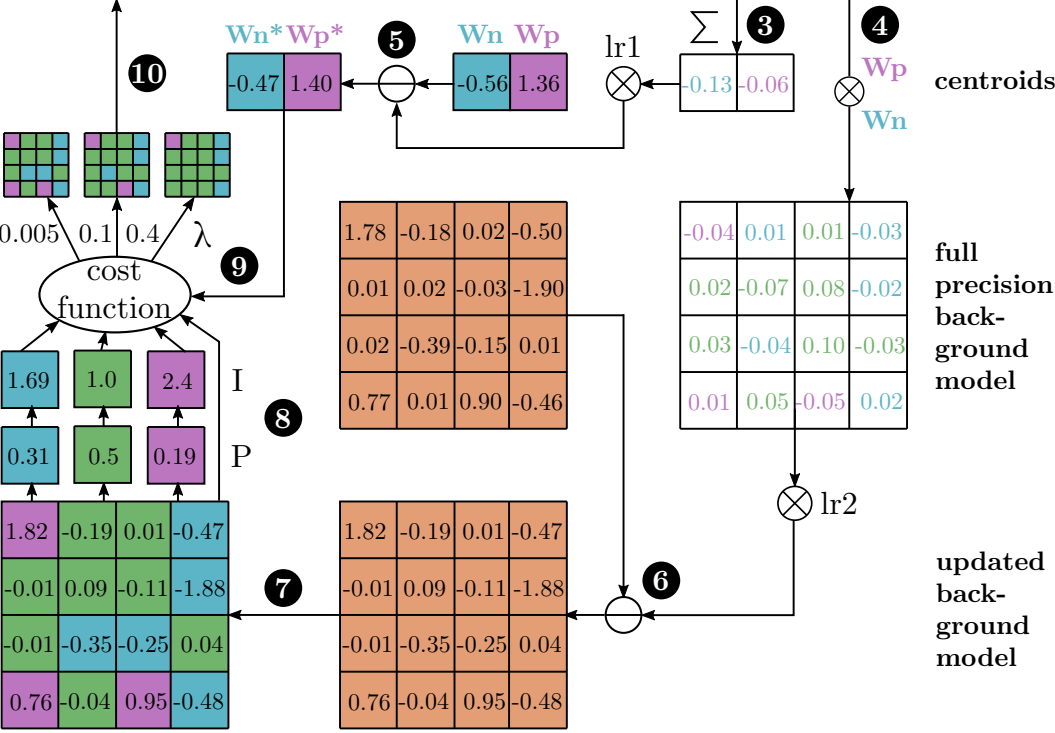 ∑ 3 4
Wn* Wp* 5 Wn Wp lr1
-0.47 1.40 -0.56 1.36 -0.13 -0.06 Wp centroids
10 Wn
0.005 0.1 0.4 λ
9
cost
function
1.78 -0.18 0.02 -0.50
0.01 0.02 -0.03 -1.90
0.02 -0.39 -0.15 0.01
0.77 0.01 0.90 -0.46
-0.04 0.01 0.01 -0.03
0.02 -0.07 0.08 -0.02
0.03 -0.04 0.10 -0.03
0.01 0.05 -0.05 0.02
full
precision
back-
ground
model
1.69 1.0 2.4 I
8
0.31 0.5 0.19 P
lr2
1.82 -0.19 0.01 -0.47
-0.01 0.09 -0.11 -1.88
-0.01 -0.35 -0.25 0.04
0.76 -0.04 0.95 -0.48
7
1.82 -0.19 0.01 -0.47
-0.01 0.09 -0.11 -1.88
-0.01 -0.35 -0.25 0.04
0.76 -0.04 0.95 -0.48
6
updated
back-
ground
model